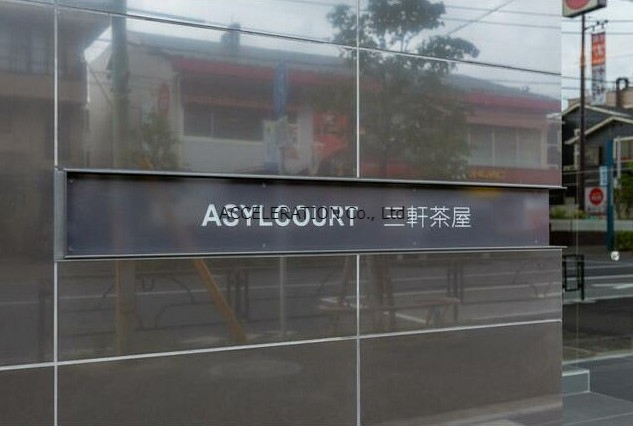 ASYLCOURT 三軒茶屋
ACCELERATION Co., Ltd